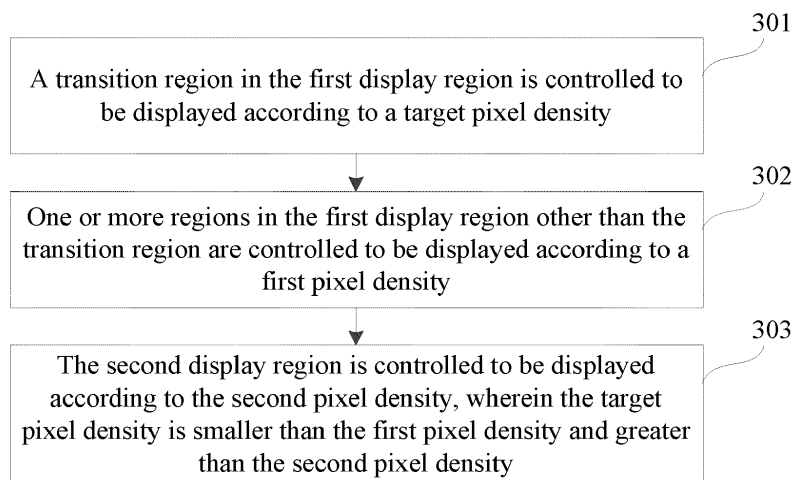 301
A transition region in the first display region is controlled to
be displayed according to a target pixel density
302
One or more regions in the first display region other than the
transition region are controlled to be displayed according to a
first pixel density
303
The second display region is controlled to be displayed
according to the second pixel density, wherein the target
pixel density is smaller than the first pixel density and greater
than the second pixel density